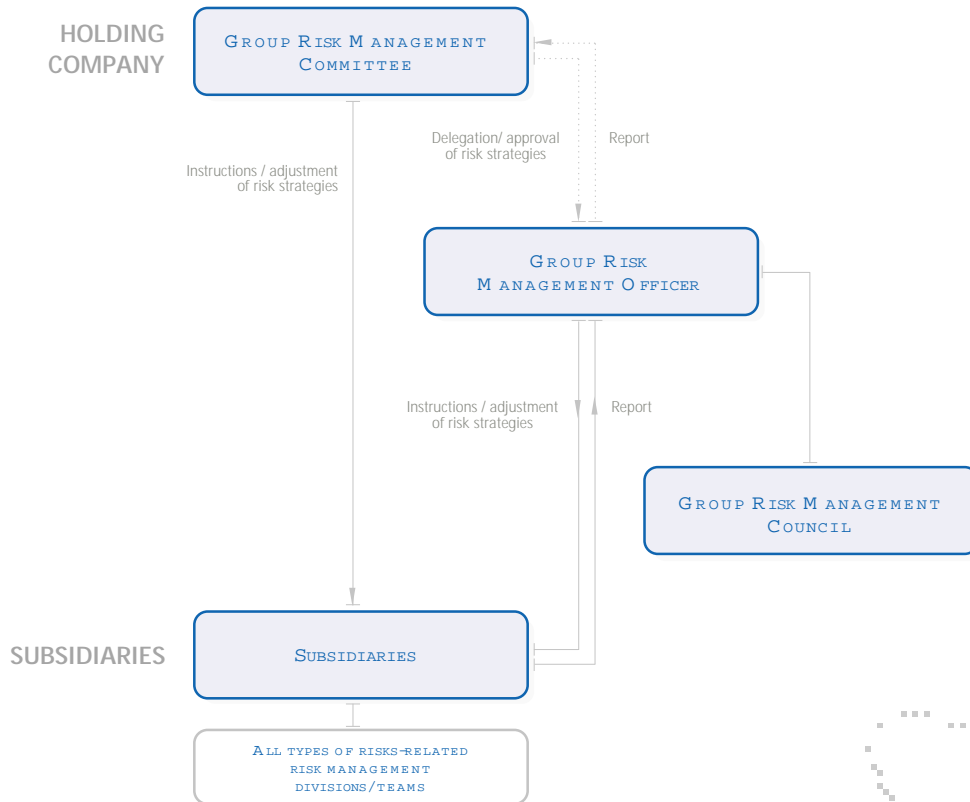 HOLDING
COMPANY
GROUP RISK MANAGEMENT
COMMITTEE
Delegation/ approval
of risk strategies
Report
Instructions / adjustment
of risk strategies
GROUP RISK
MANAGEMENT OFFICER
Instructions / adjustment
of risk strategies
Report
GROUP RISK MANAGEMENT
COUNCIL
SUBSIDIARIES
SUBSIDIARIES
ALL TYPES OF RISKS-RELATED
RISK MANAGEMENT
DIVISIONS/TEAMS